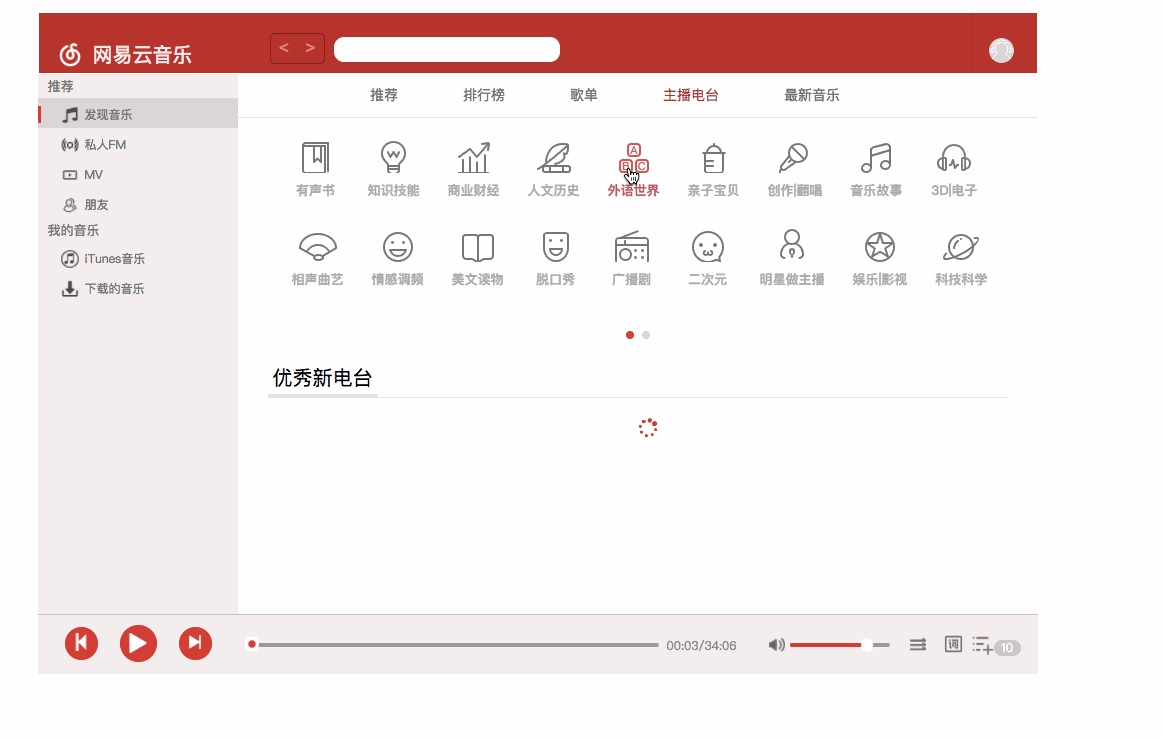 网易云音乐
< >
推荐
发现音乐
私人FM
MV
朋友
我的音乐
iTunes音乐
下载的音乐
推荐 排行榜 歌单 主播电台 最新音乐
A
B C
有声书 知识技能 商业财经 人文历史 外语世界 亲子宝贝 创作|翻唱 音乐故事 3D|电子
相声曲艺 情感调频 美文读物 脱口秀 广播剧 二次元 明星做主播 娱乐|影视 科技科学
优秀新电台
00:03/34:06 词 10